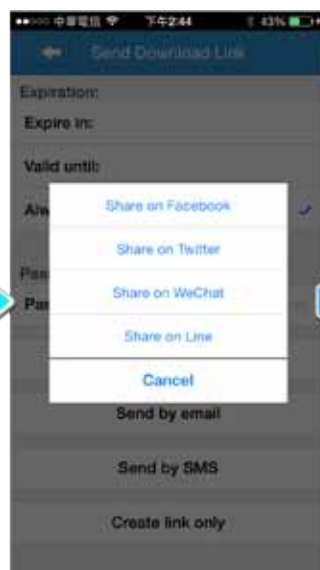 中華電信 下午2:44 43%
Send Download Link
Expiration:
Expire in:
Valid until:
Alw
Share on Facebook
Share on Twitter
Pas
Share on WeChat
Pas
Share on Line
Cancel
Send by email
Send by SMS
Create link only